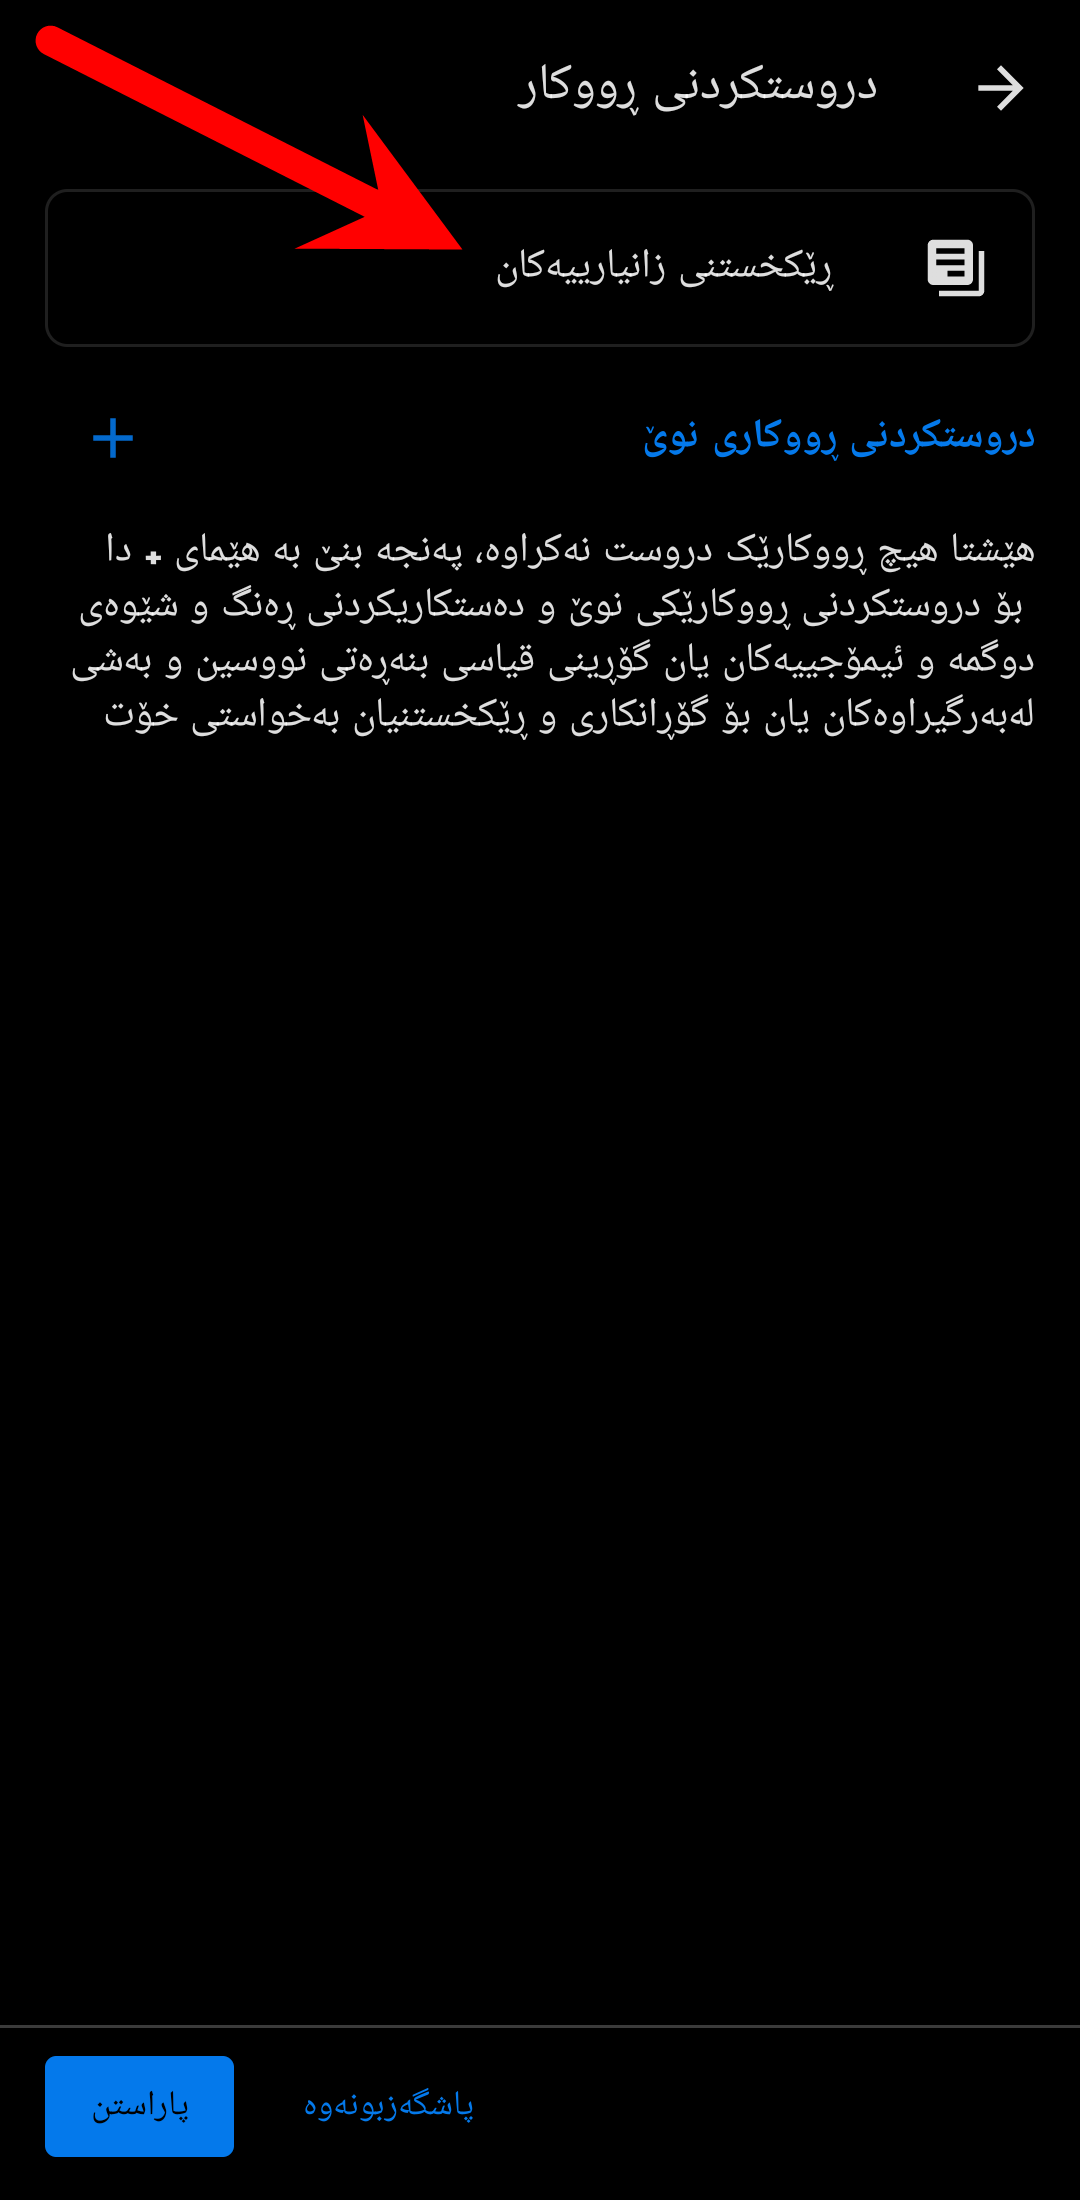 دروستکردنی ڕووکار
ڕێکخستنی زانیارییەکان
دروستکردنی ڕووکاری نوێ
هێشتا هیچ ڕووکارێک دروست نەکراوە، پەنجە بنێ بە هێمای + دا
بۆ دروستکردنی ڕووکارێکی نوێ و دەستکاریکردنی ڕەنگ و شێوەی
دوگمە و ئیمۆجییەکان یان گۆڕینی قیاسی بنەڕەتی نووسین و بەشی
لەبەرگیراوەکان یان بۆ گۆڕانکاری و ڕێکخستنیان بەخواستی خۆت
پاشگەزبونەوە
پاراستن